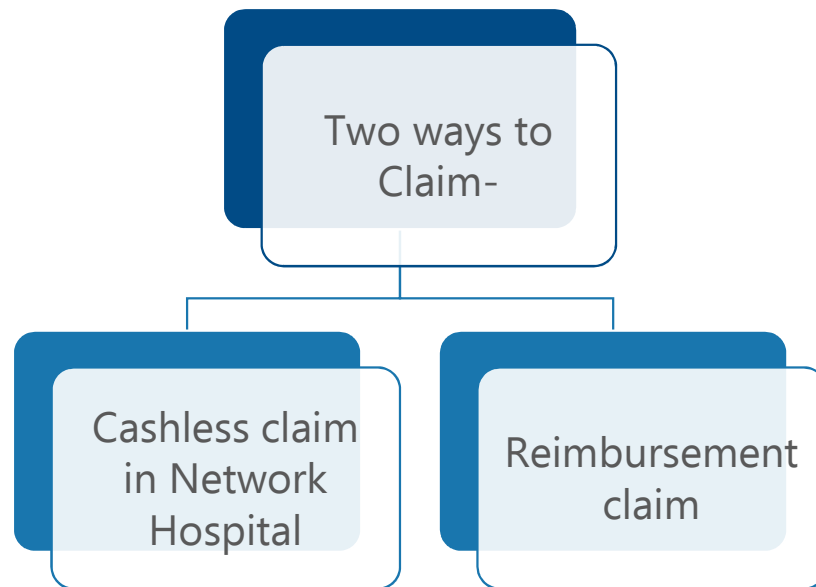 Two ways to
Claim-
Cashless claim
in Network
Hospital
Reimbursement
claim